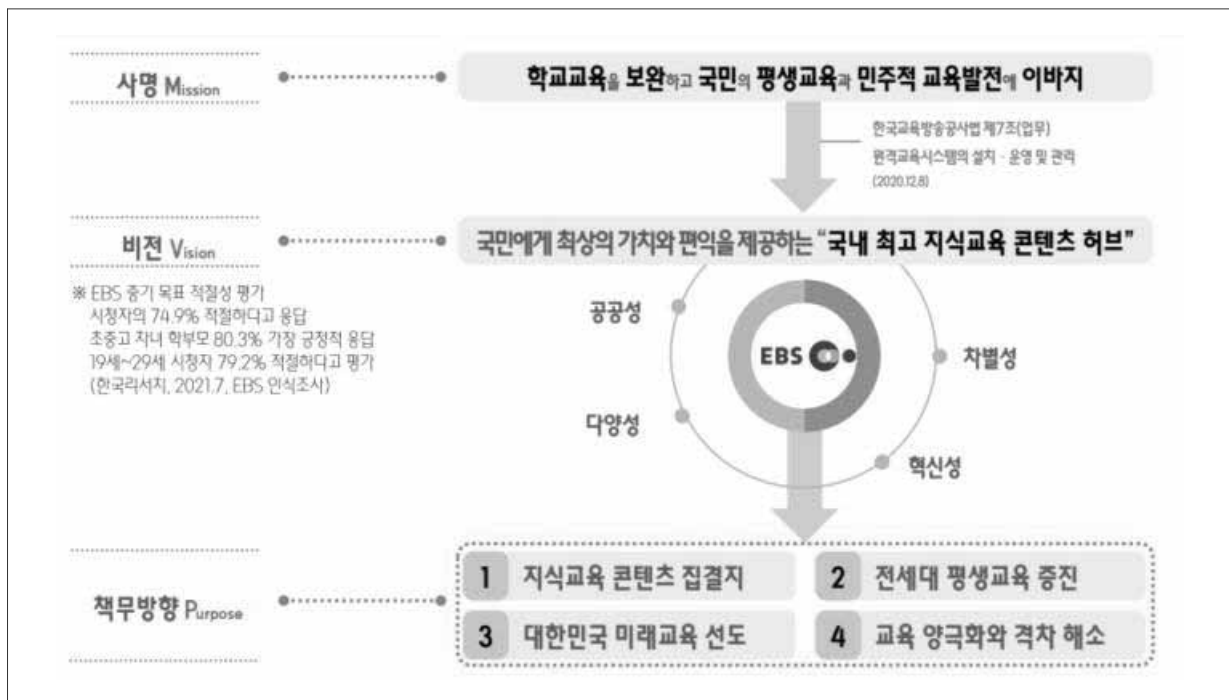 사명 Mission
학교교육을 보완하고 국민의 평생교육과 민주적 교육발전에 이바지
한국교육방송공사법 제7조(업무)
원격교육시스템의 설치 · 운영 및 관리
(2020.12.8)
비전 Vision
국민에게 최상의 가치와 편익을 제공하는 “국내 최고 지식교육 콘텐츠 허브”
※ EBS 중기 목표 적절성 평가
시청자의 74.9% 적절하다고 응답
초중고 자녀 학부모 80.3% 가장 긍정적 응답
19세~29세 시청자 79.2% 적절하다고 평가
(한국리서치, 2021.7, EBS 인식조사)
공공성
EBS
차별성
다양성
혁신성
책무방향 Purpose
1 지식교육 콘텐츠 집결지
2 전세대 평생교육 증진
3 대한민국 미래교육 선도
4 교육 양극화와 격차 해소